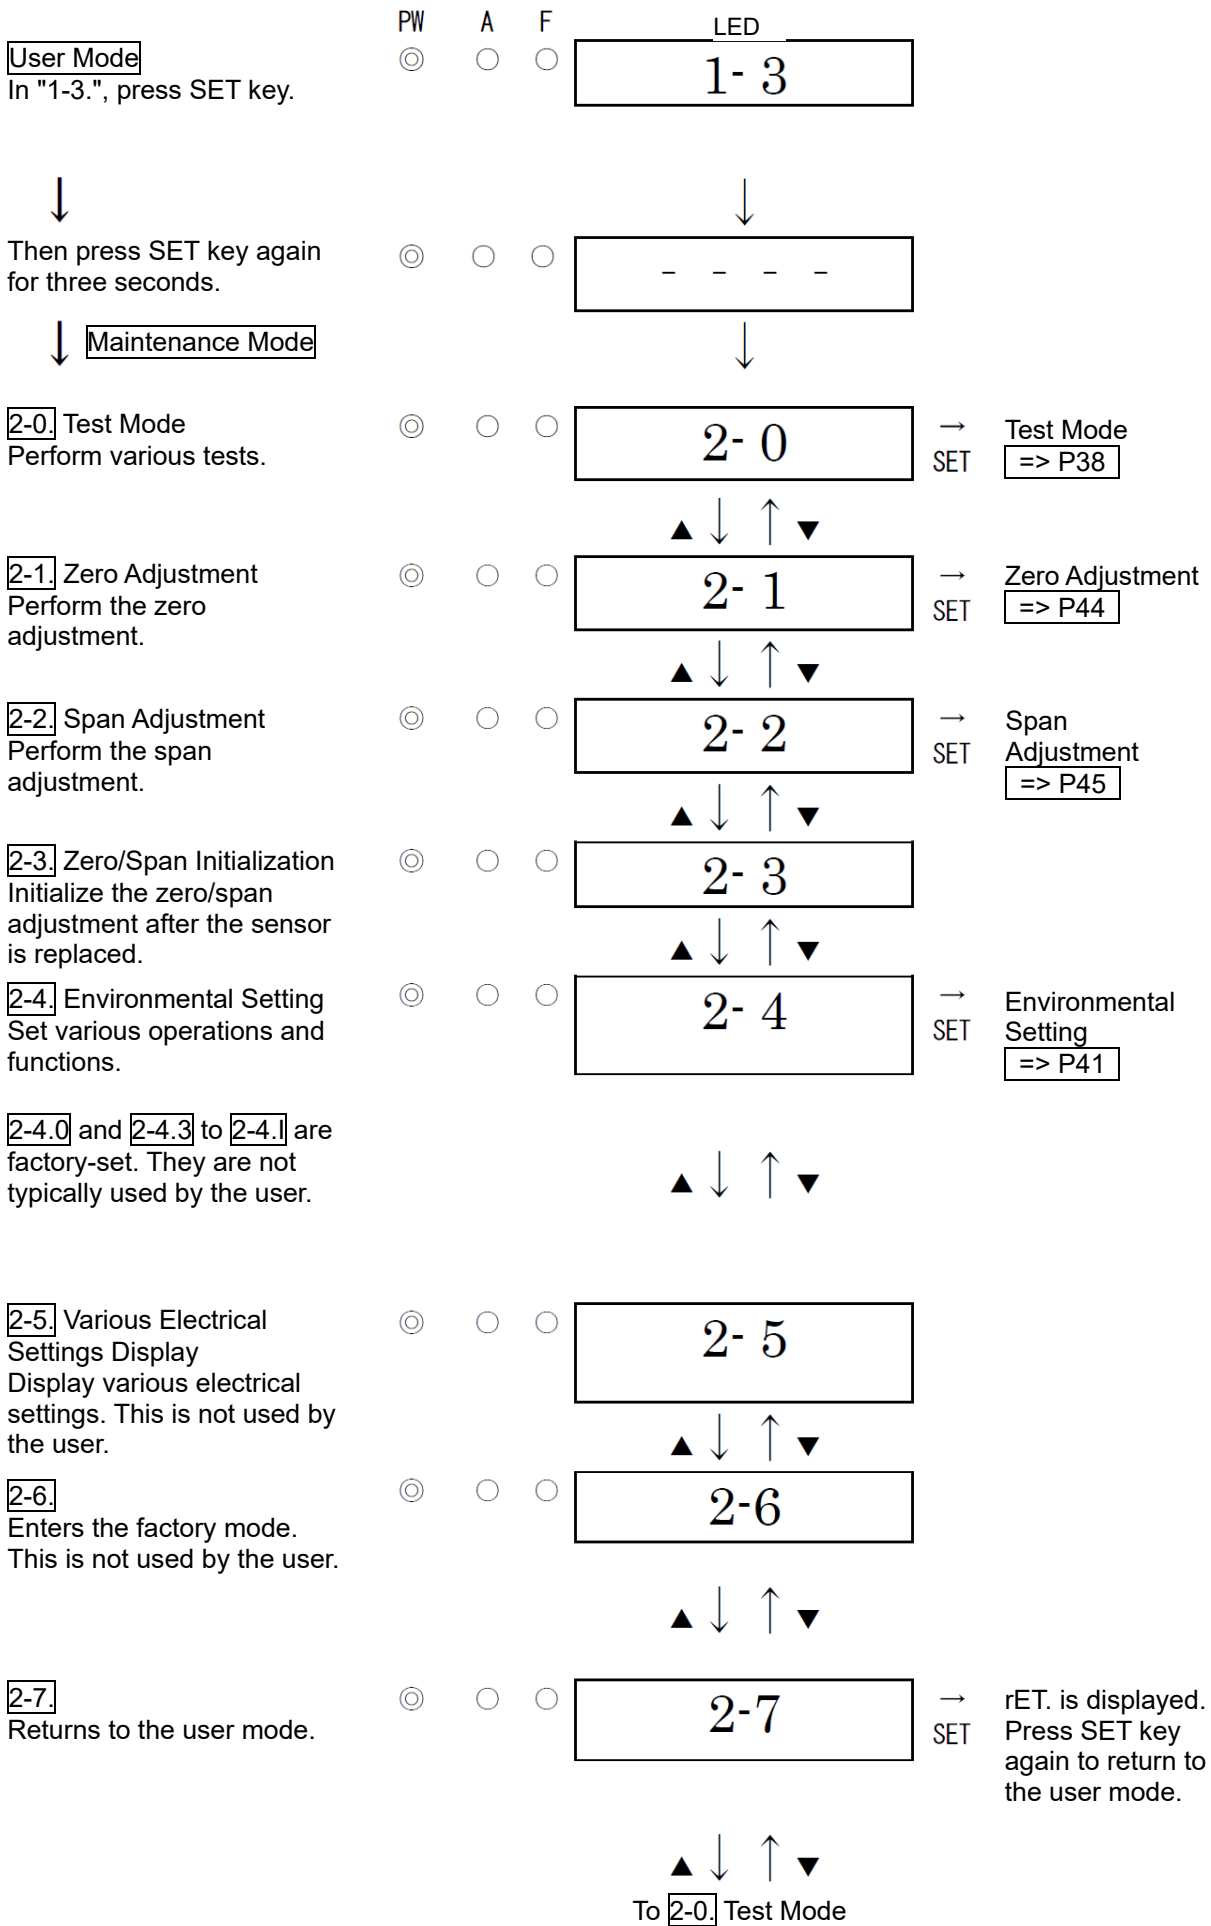 PW A F LED
User Mode
In "1-3.", press SET key.
◎ ○ ○ 1- 3
↓ ↓
Then press SET key again
for three seconds.
◎ ○ ○ - - - -
↓ Maintenance Mode ↓
2-0. Test Mode
Perform various tests.
◎ ○ ○ 2- 0
→ Test Mode
SET => P38
▲ ↓ ↑ ▼
2-1. Zero Adjustment
Perform the zero
adjustment.
◎ ○ ○ 2- 1
→ Zero Adjustment
SET => P44
▲ ↓ ↑ ▼
2-2. Span Adjustment
Perform the span
adjustment.
◎ ○ ○ 2- 2
→ Span
SET Adjustment
=> P45
▲ ↓ ↑ ▼
2-3. Zero/Span Initialization
Initialize the zero/span
adjustment after the sensor
is replaced.
◎ ○ ○ 2- 3
▲ ↓ ↑ ▼
2-4. Environmental Setting
Set various operations and
functions.
◎ ○ ○ 2- 4
→ Environmental
SET Setting
=> P41
2-4.0 and 2-4.3 to 2-4.I are
factory-set. They are not
typically used by the user.
▲ ↓ ↑ ▼
2-5. Various Electrical
Settings Display
Display various electrical
settings. This is not used by
the user.
◎ ○ ○ 2- 5
▲ ↓ ↑ ▼
2-6.
Enters the factory mode.
This is not used by the user.
◎ ○ ○ 2-6
▲ ↓ ↑ ▼
2-7.
Returns to the user mode.
◎ ○ ○ 2-7
→ rET. is displayed.
SET Press SET key
again to return to
the user mode.
▲ ↓ ↑ ▼
To 2-0. Test Mode